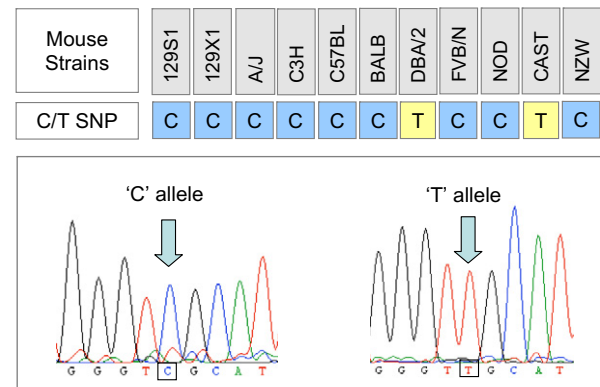 Mouse Strains
129S1 129X1 A/J C3H C57BL BALB DBA/2 FVB/N NOD CAST NZW
C/T SNP C C C C C C T C C T C
‘C’ allele ‘T’ allele
G G G T C G C A T G G G T T G C A T